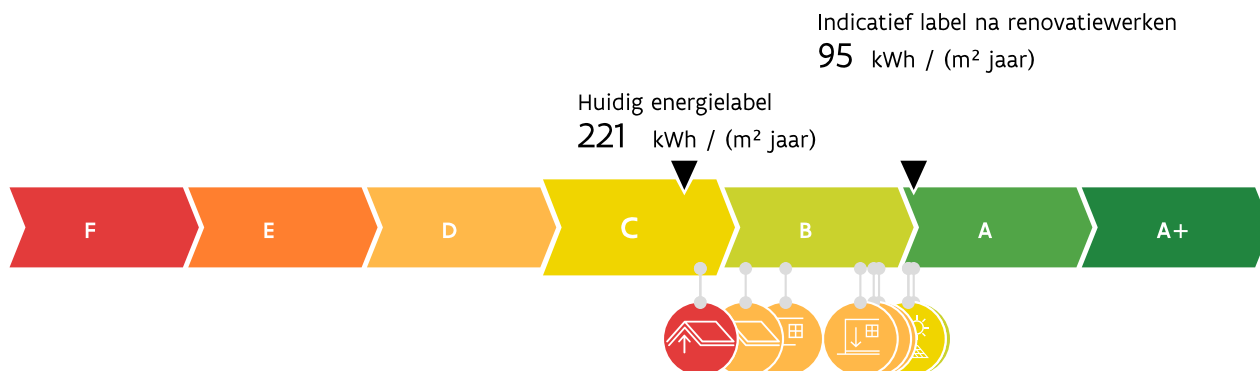 Indicatief label na renovatiewerken
95 kWh / (m² jaar)
Huidig energielabel
221 kWh / (m² jaar)
F E D C B A A+